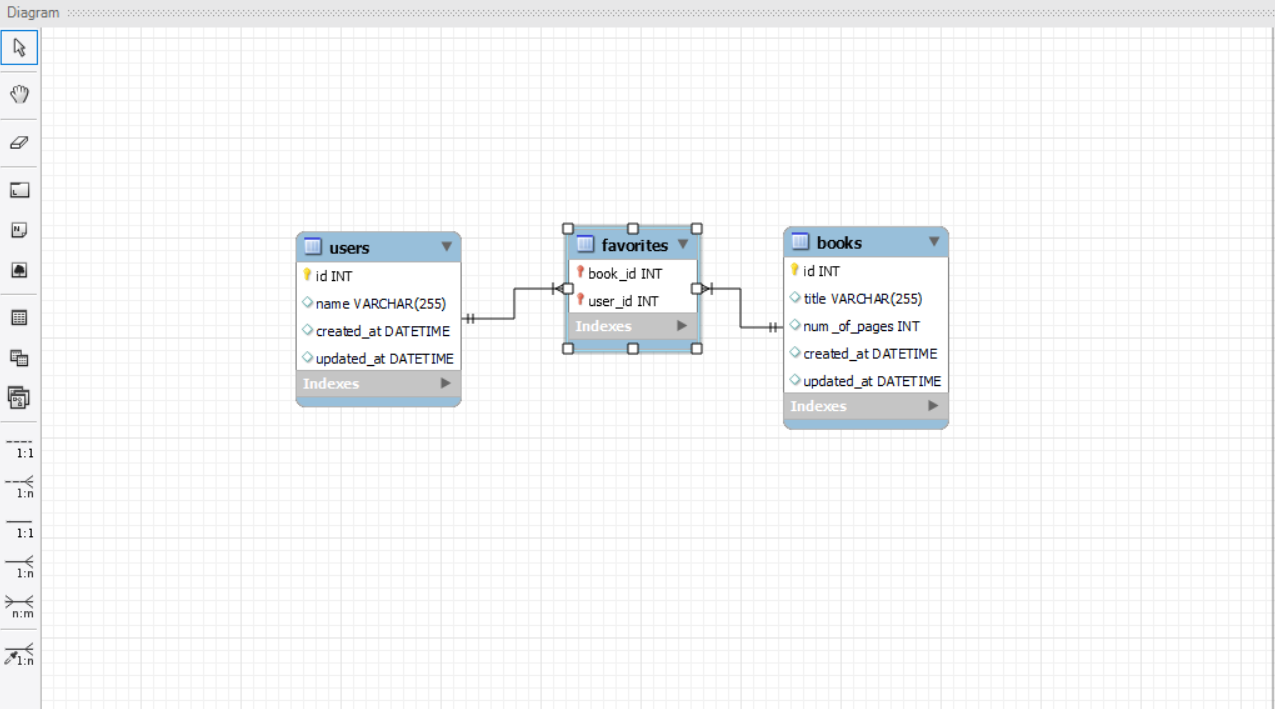 Diagram
users
id INT
name VARCHAR(255)
created_at DATETIME
updated_at DATETIME
Indexes
favorites
book_id INT
user_id INT
Indexes
books
id INT
title VARCHAR(255)
num _of_pages INT
created_at DATETIME
updated_at DATETIME
Indexes
1:1
1:n
1:1
1:n
n:m
1:n